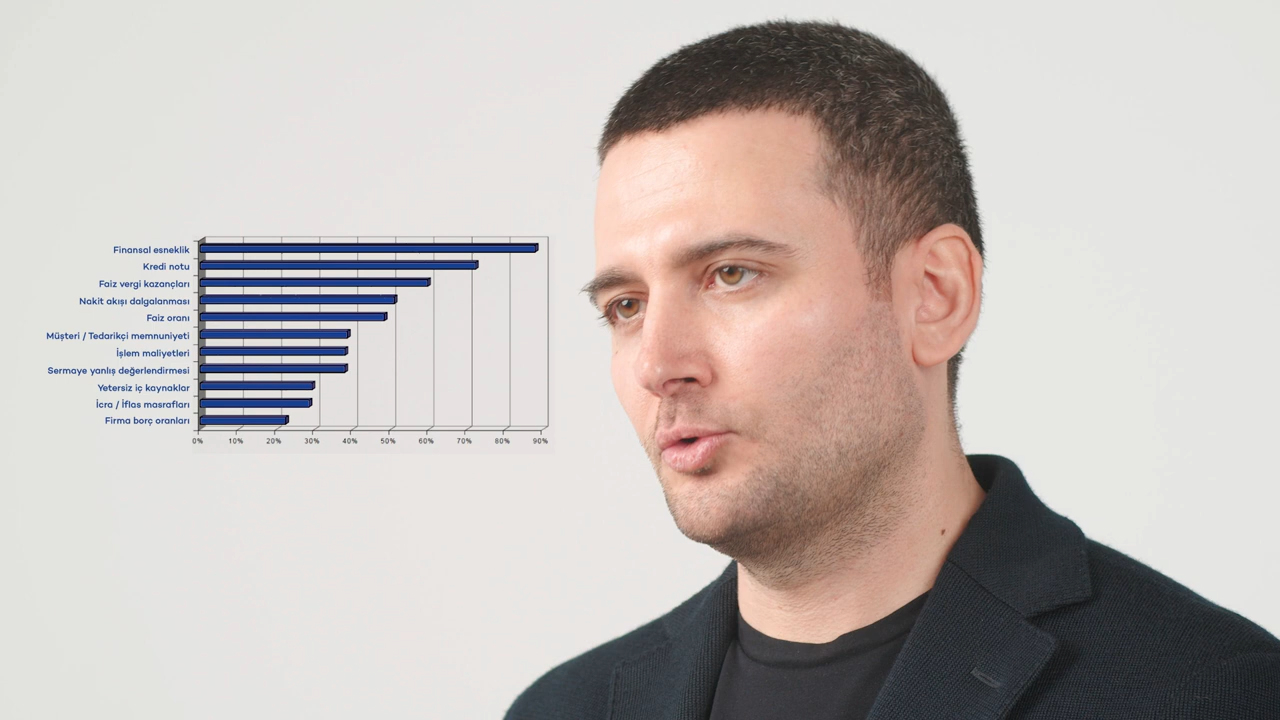 Finansal esneklik
Kredi notu
Faiz vergi kazançları
Nakit akışı dalgalanması
Faiz oranı
Müşteri / Tedarikçi memnuniyeti
İşlem maliyetleri
Sermaye yanlış değerlendirmesi
Yetersiz iç kaynaklar
İcra / İflas masrafları
Firma borç oranları
0% 10% 20% 30% 40% 50% 60% 70% 80% 90%